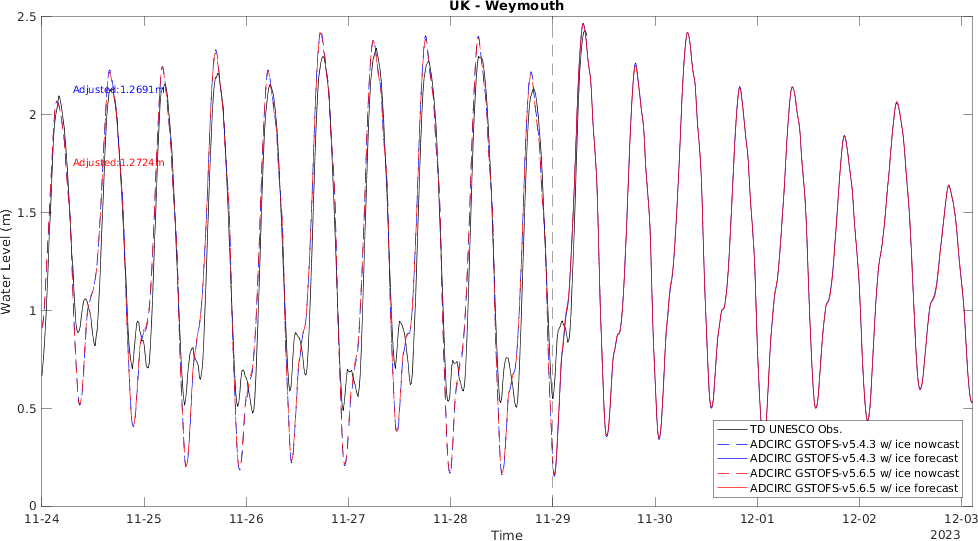 UK - Weymouth
2.5
2
1.5
1
0.5
0
Water Level (m)
Adjusted:1.2691m
Adjusted:1.2724m
TD UNESCO Obs.
ADCIRC GSTOFS-v5.4.3 w/ ice nowcast
ADCIRC GSTOFS-v5.4.3 w/ ice forecast
ADCIRC GSTOFS-v5.6.5 w/ ice nowcast
ADCIRC GSTOFS-v5.6.5 w/ ice forecast
11-24 11-25 11-26 11-27 11-28 11-29 11-30 12-01 12-02 12-03
Time
2023